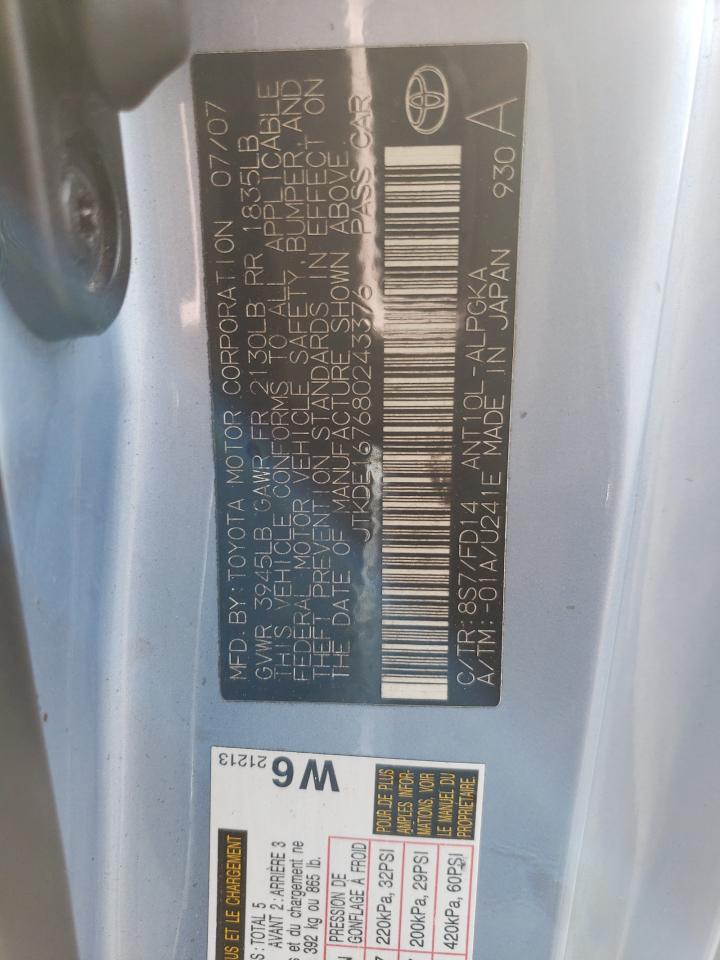 MFD. BY: TOYOTA MOTOR CORPORATION 07/07
GVWR 3945LB GAWR FR 2130LB RR 1835LB
THIS VEHICLE CONFORMS TO ALL APPLICABLE
FEDERAL MOTOR VEHICLE SAFETY, BUMPER, AND
THEFT PREVENTION STANDARDS IN EFFECT ON
THE DATE OF MANUFACTURE SHOWN ABOVE.
JTKDE167680243376 PASS CAR
C/TR: 8S7/FD14 ANT10L-ALPGKA 930 A
A/TM: -01A/U241E MADE IN JAPAN
21213
W6
US ET LE CHARGEMENT
S: TOTAL 5
AVANT 2: ARRIÈRE 3
s et du chargement ne
392 kg ou 865 lb.
PRESSION DE
GONFLAGE À FROID
220kPa, 32PSI
200kPa, 29PSI
420kPa, 60PSI
POUR DE PLUS
AMPLES INFOR-
MATIONS, VOIR
LE MANUEL DU
PROPRIÉTAIRE.